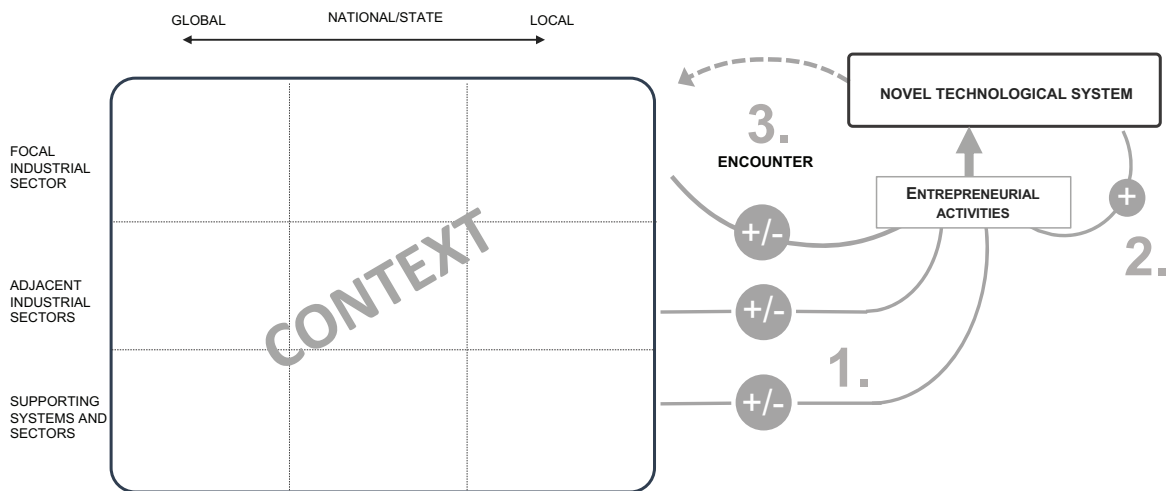 GLOBAL
NATIONAL/STATE
LOCAL
NOVEL TECHNOLOGICAL SYSTEM
3.
ENCOUNTER
FOCAL
INDUSTRIAL
SECTOR
ENTREPRENEURIAL
ACTIVITIES
+
+/-
2.
CONTEXT
ADJACENT
INDUSTRIAL
SECTORS
+/-
1.
SUPPORTING
SYSTEMS AND
SECTORS
+/-